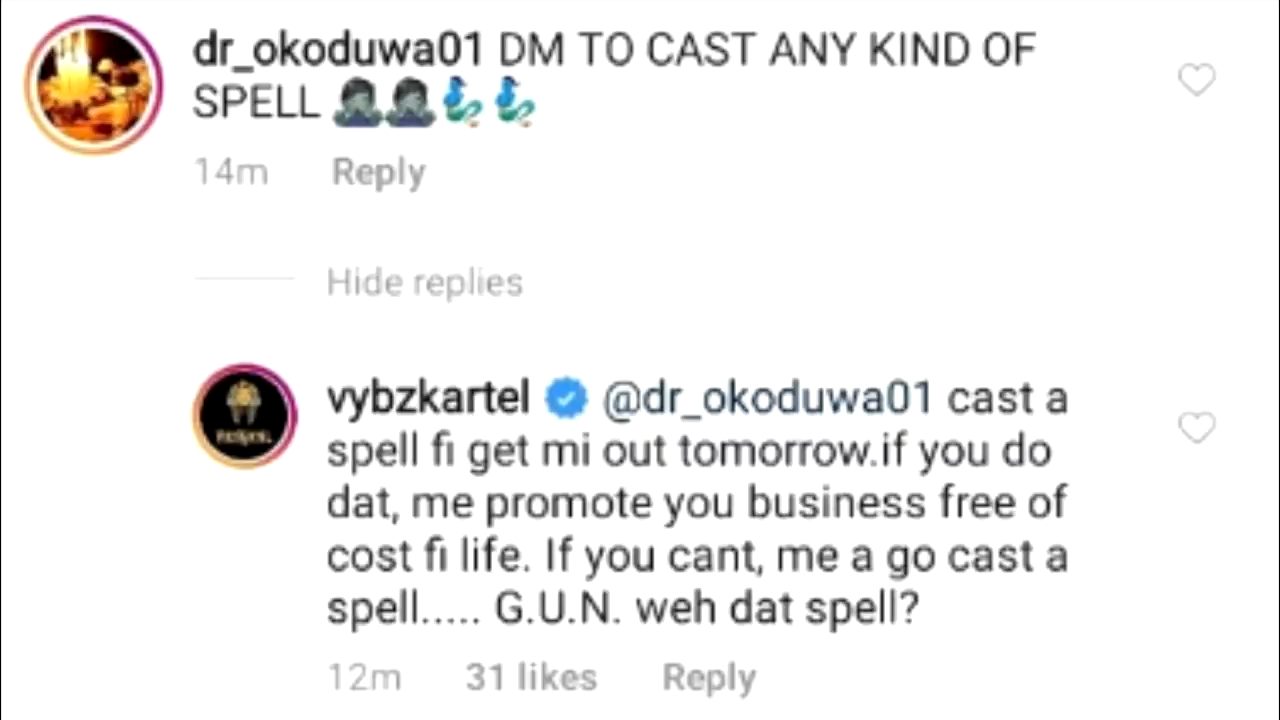 dr_okoduwa01 DM TO CAST ANY KIND OF
SPELL 🙇🏿🙇🏿🧞‍♂️🧞‍♂️
14m Reply
Hide replies
vybzkartel @dr_okoduwa01 cast a
spell fi get mi out tomorrow.if you do
dat, me promote you business free of
cost fi life. If you cant, me a go cast a
spell..... G.U.N. weh dat spell?
12m 31 likes Reply